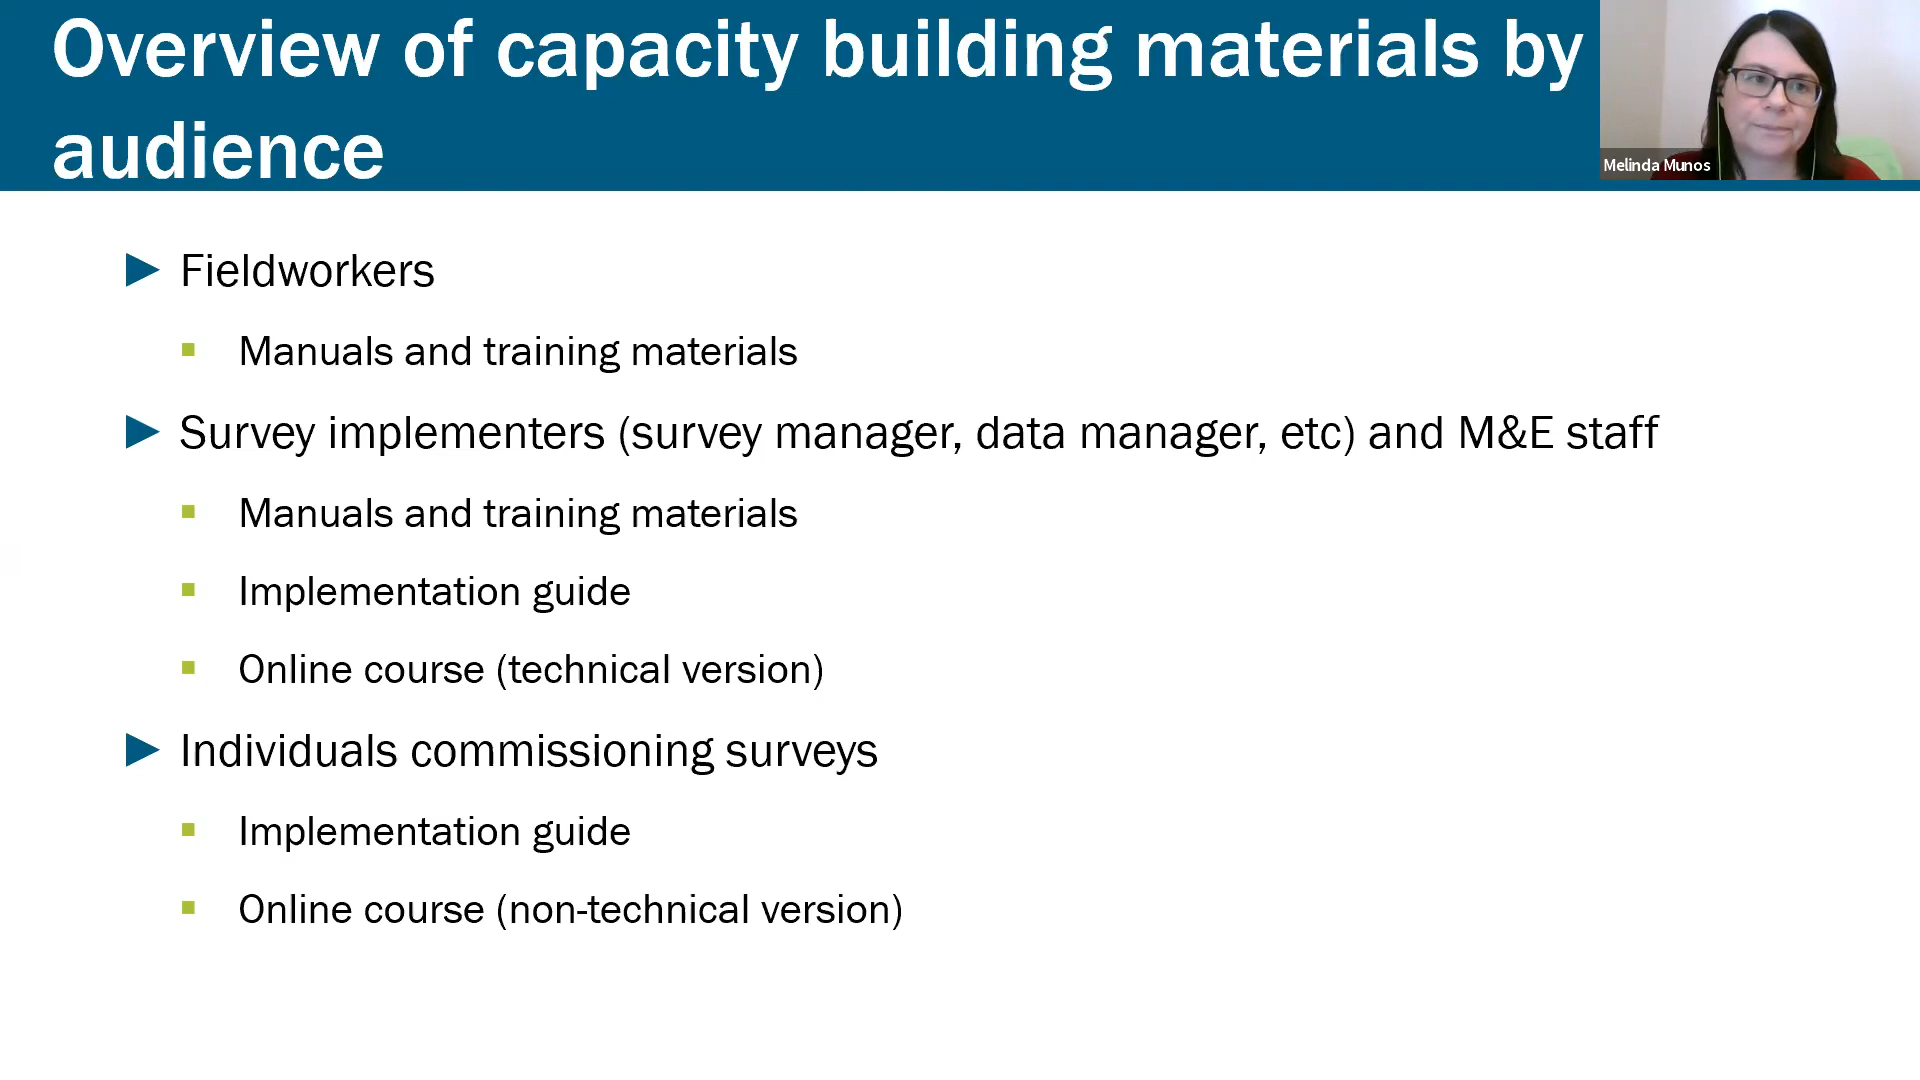 Overview of capacity building materials by
audience
Melinda Munos
Fieldworkers
Manuals and training materials
Survey implementers (survey manager, data manager, etc) and M&E staff
Manuals and training materials
Implementation guide
Online course (technical version)
Individuals commissioning surveys
Implementation guide
Online course (non-technical version)